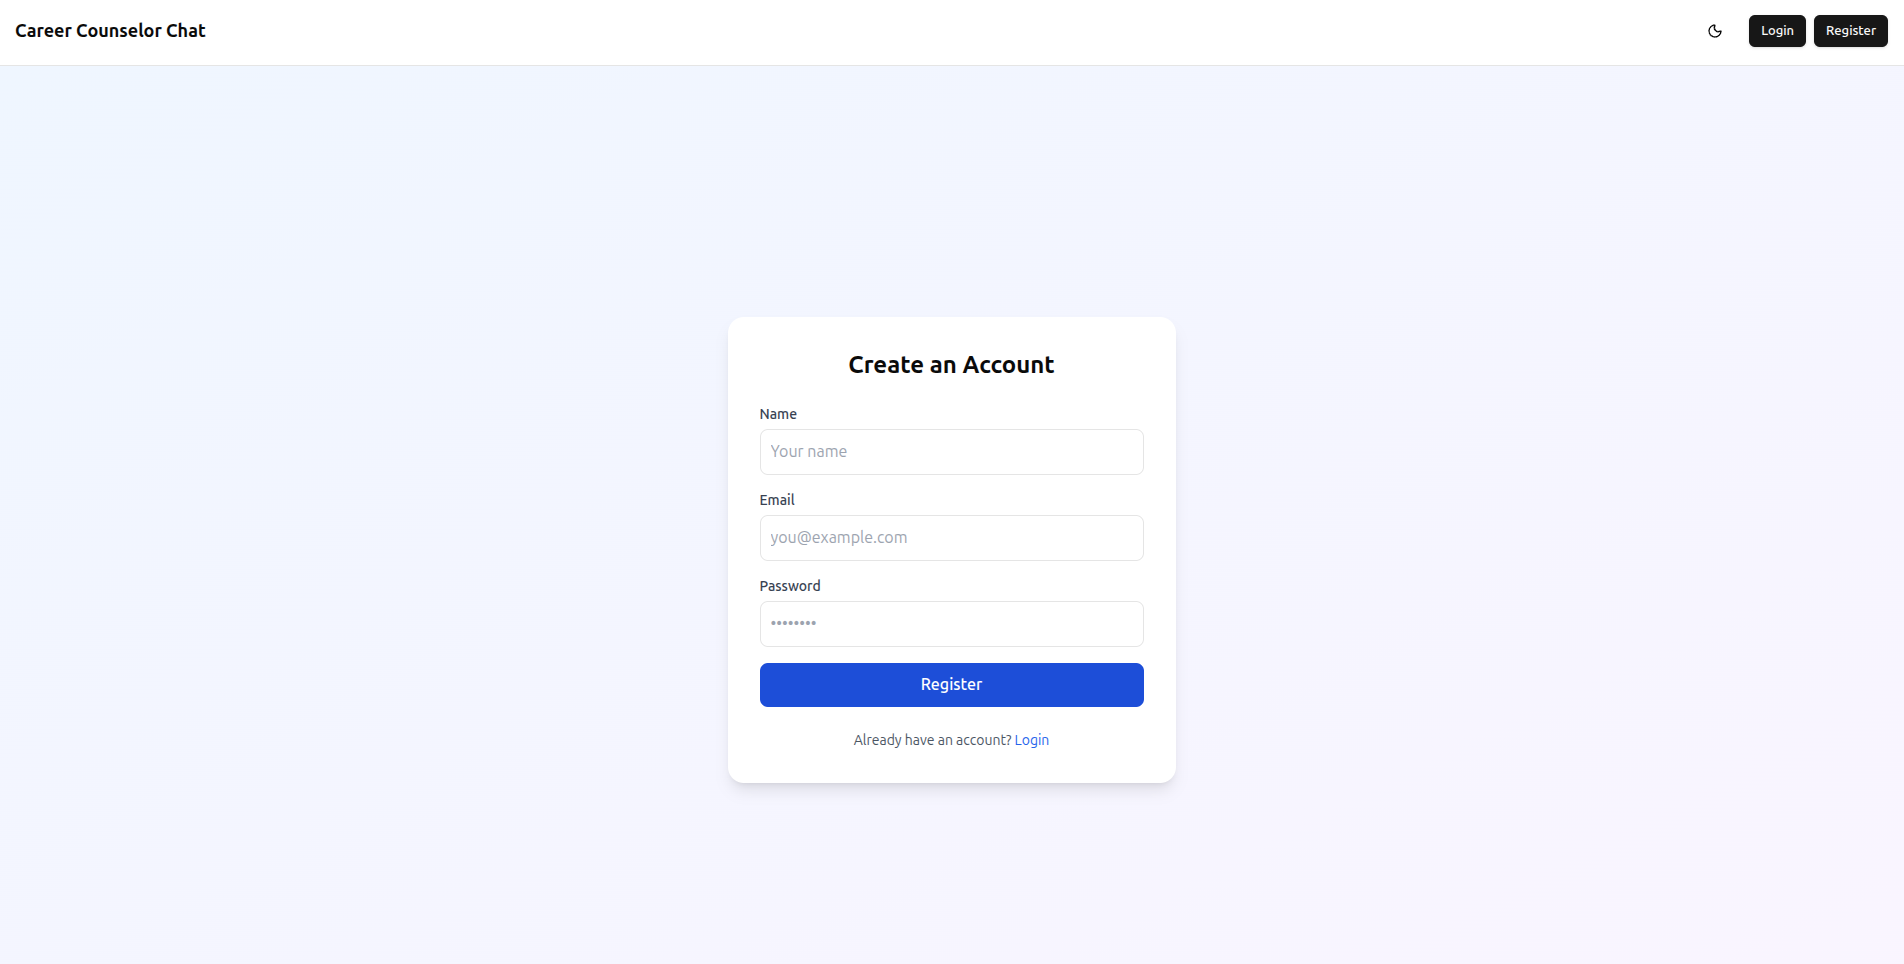 Career Counselor Chat
Login
Register
Create an Account
Name
Your name
Email
you@example.com
Password
••••••••
Register
Already have an account? Login